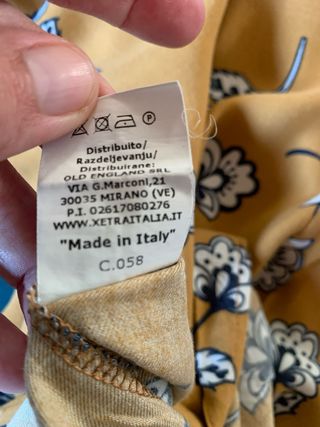 P
Distribuito/
Razdeljevanju/
Distribuirane:
OLD ENGLAND SRL
VIA G.Marconi,21
30035 MIRANO (VE)
P.I. 02617080276
WWW.XETRAITALIA.IT
"Made in Italy"
C.058